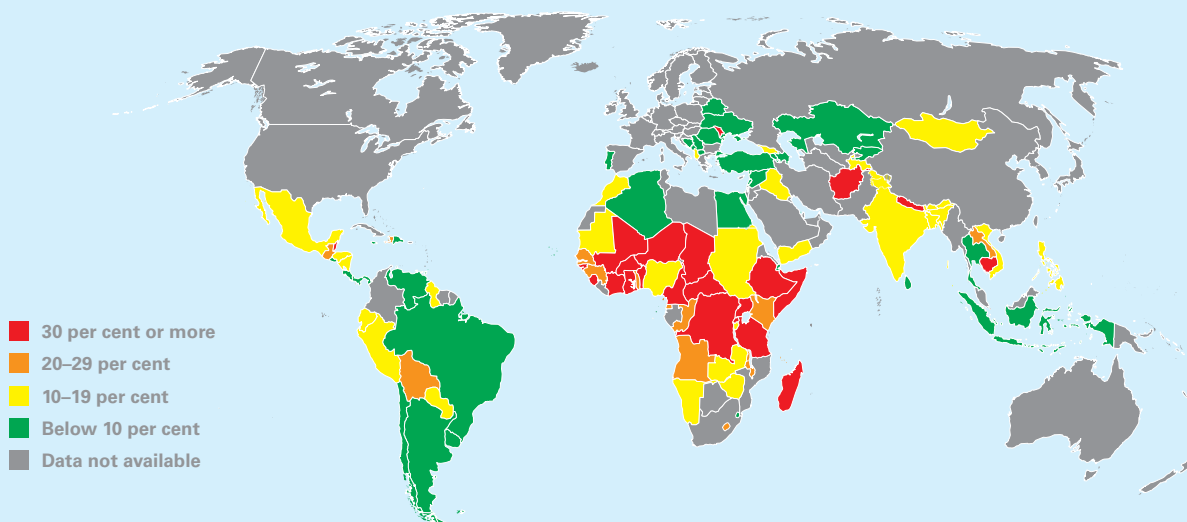 30 per cent or more
20–29 per cent
10–19 per cent
Below 10 per cent
Data not available